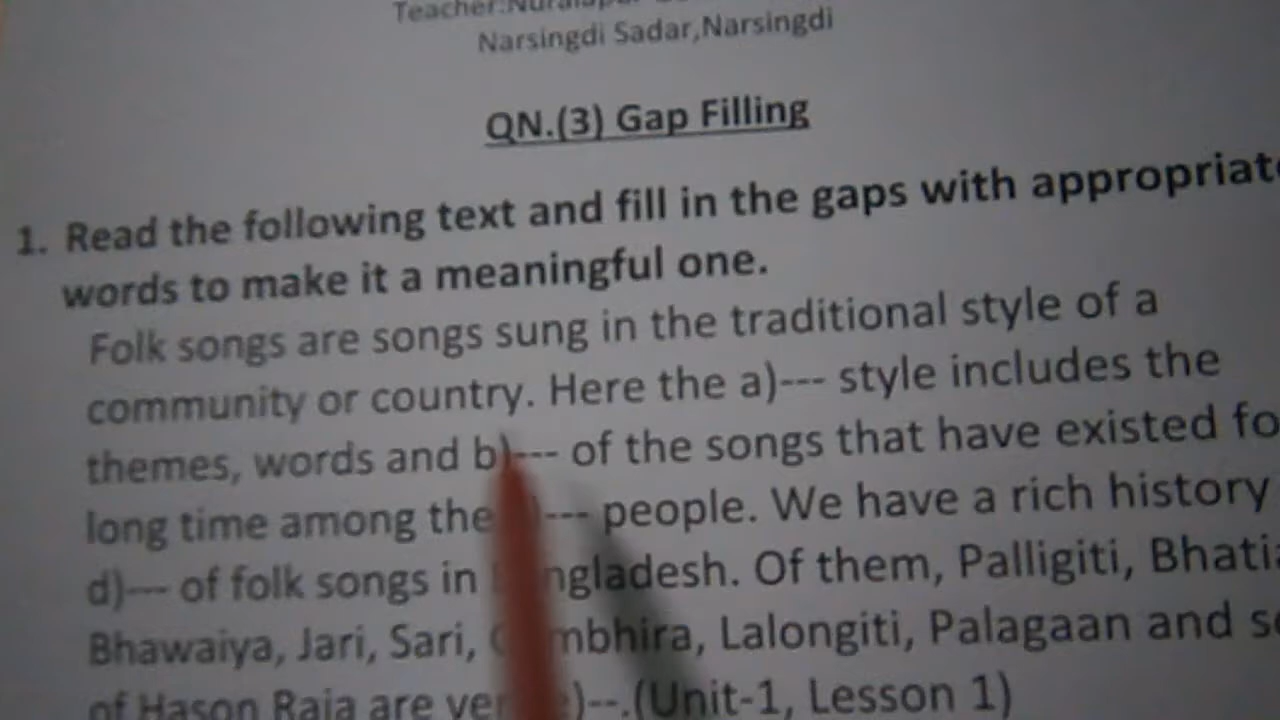 Narsingdi Sadar,Narsingdi
QN.(3) Gap Filling
1. Read the following text and fill in the gaps with appropriate
words to make it a meaningful one.
Folk songs are songs sung in the traditional style of a
community or country. Here the a)--- style includes the
themes, words and b)--- of the songs that have existed fo
long time among the )--- people. We have a rich history
d)--- of folk songs in ngladesh. Of them, Palligiti, Bhatia
Bhawaiya, Jari, Sari, mbhira, Lalongiti, Palagaan and so
of Hason Raja are ver )--.(Unit-1, Lesson 1)